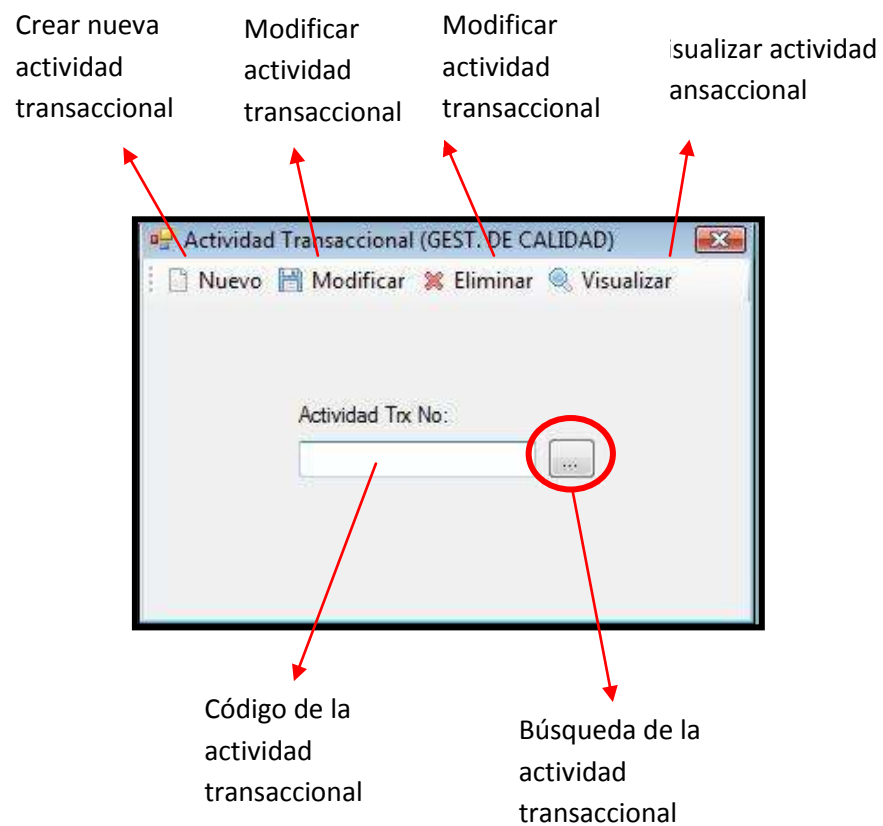 Crear nueva
actividad
transaccional
Modificar
actividad
transaccional
Modificar
actividad
transaccional
isualizar actividad
ansaccional
Actividad Transaccional (GEST. DE CALIDAD)
Nuevo Modificar Eliminar Visualizar
Actividad Trx No:
...
Código de la
actividad
transaccional
Búsqueda de la
actividad
transaccional